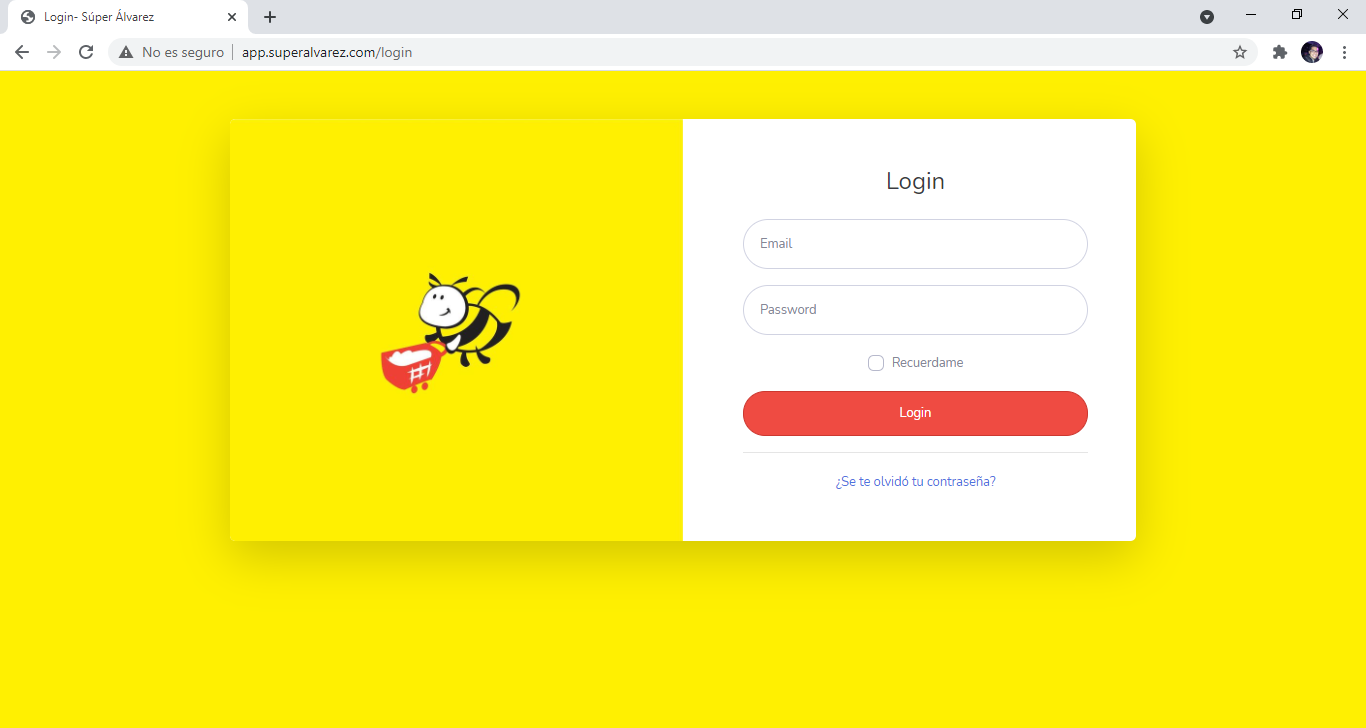 Login- Súper Álvarez
No es seguro
app.superalvarez.com/login
Login
Email
Password
Recuerdame
Login
¿Se te olvidó tu contraseña?